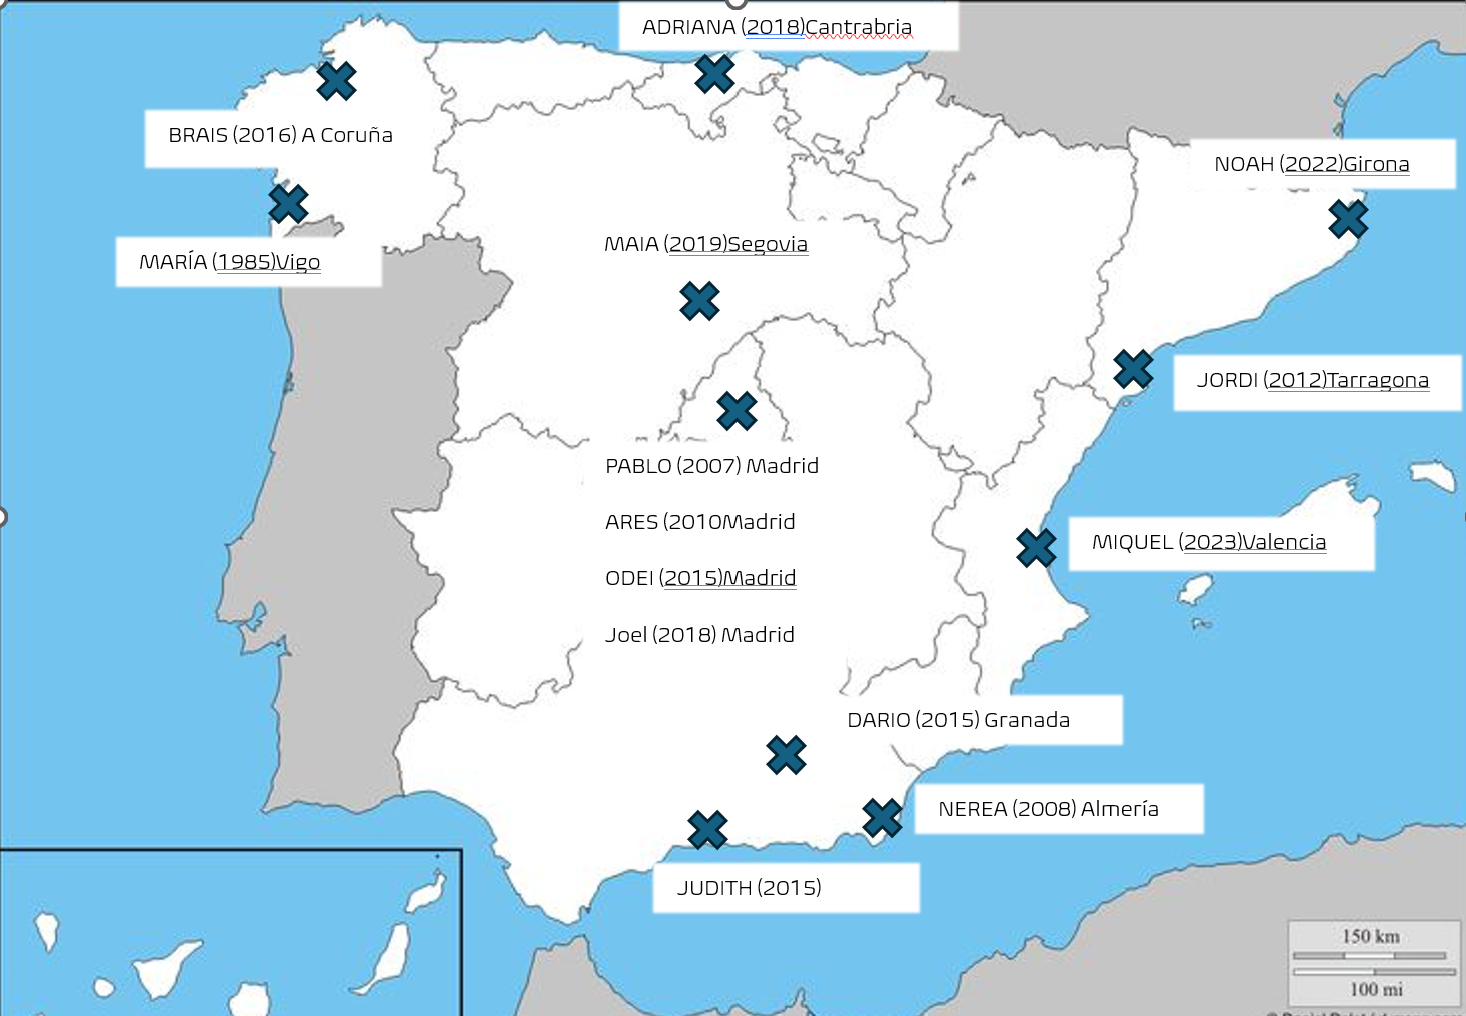 ADRIANA (2018)Cantrabria
BRAIS (2016) A Coruña
NOAH (2022)Girona
MAIA (2019)Segovia
MARÍA (1985)Vigo
JORDI (2012)Tarragona
PABLO (2007) Madrid
ARES (2010Madrid
MIQUEL (2023)Valencia
ODEI (2015)Madrid
Joel (2018) Madrid
DARIO (2015) Granada
NEREA (2008) Almería
JUDITH (2015)
150 km
100 mi